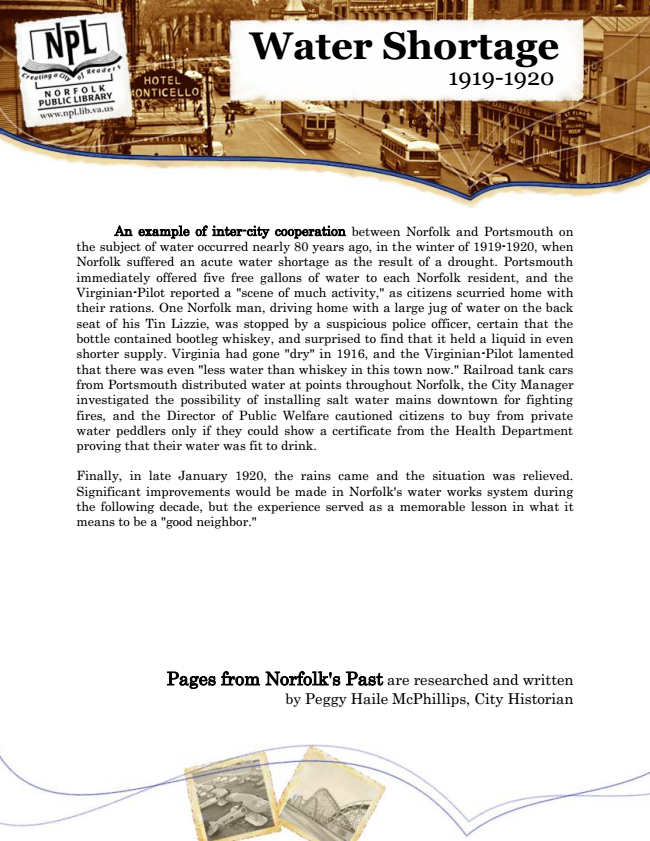 NPL
Creating a City of Readers
NORFOLK
PUBLIC LIBRARY
www.npl.lib.va.us
HOTEL
MONTICELLO
Water Shortage
1919-1920
An example of inter-city cooperation between Norfolk and Portsmouth on
the subject of water occurred nearly 80 years ago, in the winter of 1919-1920, when
Norfolk suffered an acute water shortage as the result of a drought. Portsmouth
immediately offered five free gallons of water to each Norfolk resident, and the
Virginian-Pilot reported a "scene of much activity," as citizens scurried home with
their rations. One Norfolk man, driving home with a large jug of water on the back
seat of his Tin Lizzie, was stopped by a suspicious police officer, certain that the
bottle contained bootleg whiskey, and surprised to find that it held a liquid in even
shorter supply. Virginia had gone "dry" in 1916, and the Virginian-Pilot lamented
that there was even "less water than whiskey in this town now." Railroad tank cars
from Portsmouth distributed water at points throughout Norfolk, the City Manager
investigated the possibility of installing salt water mains downtown for fighting
fires, and the Director of Public Welfare cautioned citizens to buy from private
water peddlers only if they could show a certificate from the Health Department
proving that their water was fit to drink.
Finally, in late January 1920, the rains came and the situation was relieved.
Significant improvements would be made in Norfolk's water works system during
the following decade, but the experience served as a memorable lesson in what it
means to be a "good neighbor."
Pages from Norfolk's Past are researched and written
by Peggy Haile McPhillips, City Historian